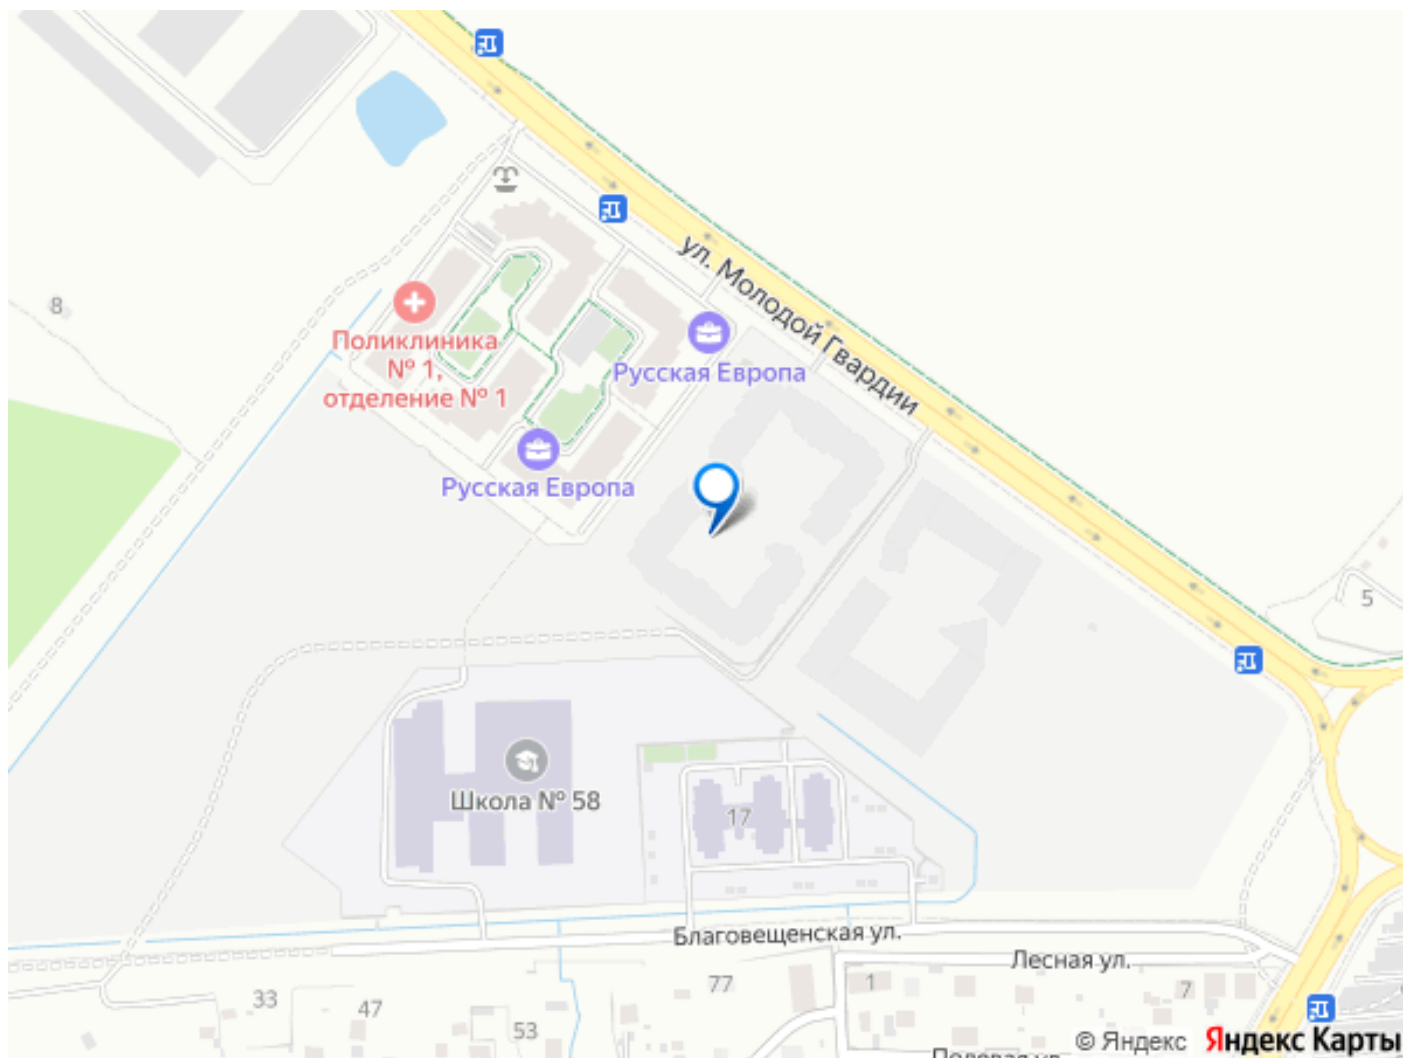 ул. Молодой Гвардии
8
Поликлиника
№ 1,
отделение № 1
Русская Европа
Русская Европа
5
Школа № 58
17
Благовещенская ул.
Лесная ул.
77
1
7
33
47
53
© Яндекс Яндекс Карты